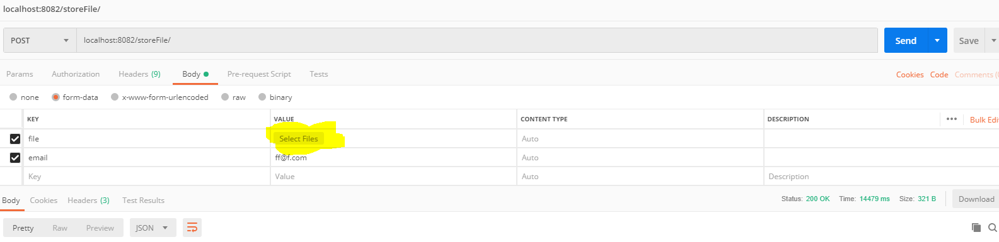 localhost:8082/storeFile/
POST localhost:8082/storeFile/ Send Save
Params Authorization Headers (9) Body Pre-request Script Tests Cookies Code Comments (0
none form-data x-www-form-urlencoded raw binary
KEY VALUE CONTENT TYPE DESCRIPTION ••• Bulk Edi
file Select Files Auto
email ff@f.com Auto
Key Value Auto Description
Body Cookies Headers (3) Test Results Status: 200 OK Time: 14479 ms Size: 321 B Download
Pretty Raw Preview JSON